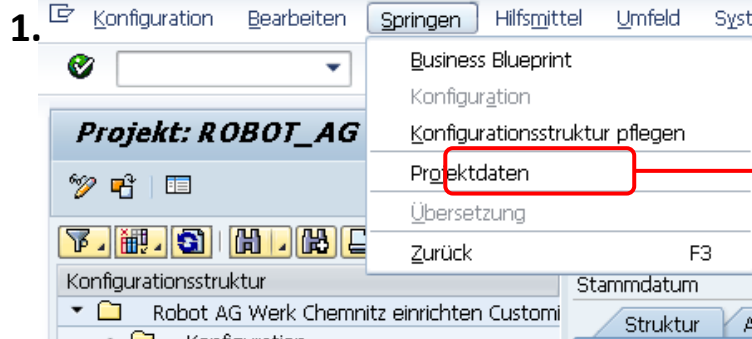 1.
Konfiguration Bearbeiten Springen Hilfsmittel Umfeld Syst
Business Blueprint
Konfiguration
Konfigurationsstruktur pflegen
Projektdaten
Übersetzung
Zurück F3
Projekt: ROBOT_AG
Konfigurationsstruktur
Stammdatum
Robot AG Werk Chemnitz einrichten Customi
Struktur A